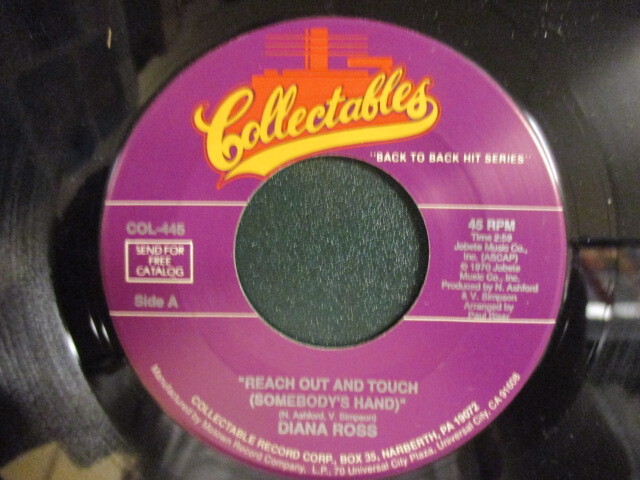 Collectables
"BACK TO BACK HIT SERIES"
COL-445
SEND FOR
FREE
CATALOG
Side A
45 RPM
Time 2:59
Jobete Music Co.,
Inc. (ASCAP)
© 1970 Jobete
Music Co., Inc.
Produced by N. Ashford
& V. Simpson
Arranged by
Paul Riser
"REACH OUT AND TOUCH
(SOMEBODY'S HAND)"
(N. Ashford, V. Simpson)
DIANA ROSS
COLLECTABLE RECORD CORP., BOX 35, NARBERTH, PA 19072
Manufactured by Motown Record Company, L.P., 70 Universal City Plaza, Universal City, CA 91608